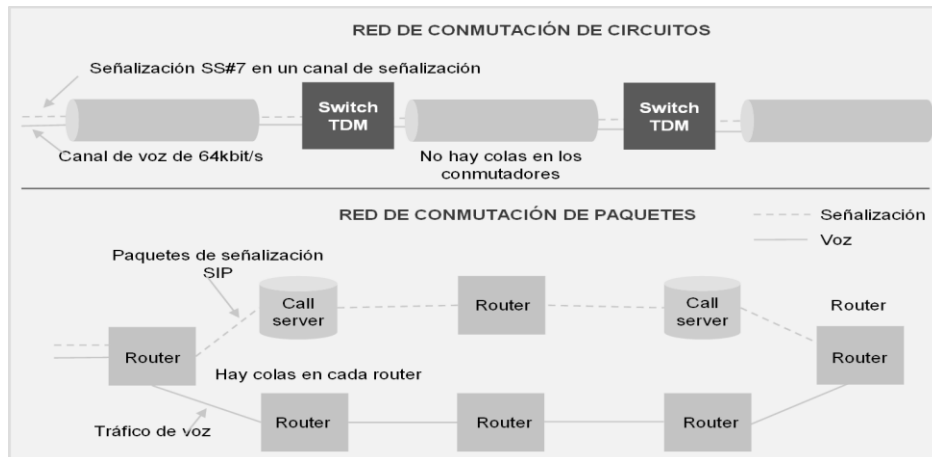 RED DE CONMUTACIÓN DE CIRCUITOS
Señalización SS#7 en un canal de señalización
Switch
TDM
Switch
TDM
Canal de voz de 64kbit/s
No hay colas en los
conmutadores
RED DE CONMUTACIÓN DE PAQUETES
Señalización
Voz
Paquetes de señalización
SIP
Call
server
Router
Call
server
Router
Router
Router
Hay colas en cada router
Tráfico de voz
Router
Router
Router